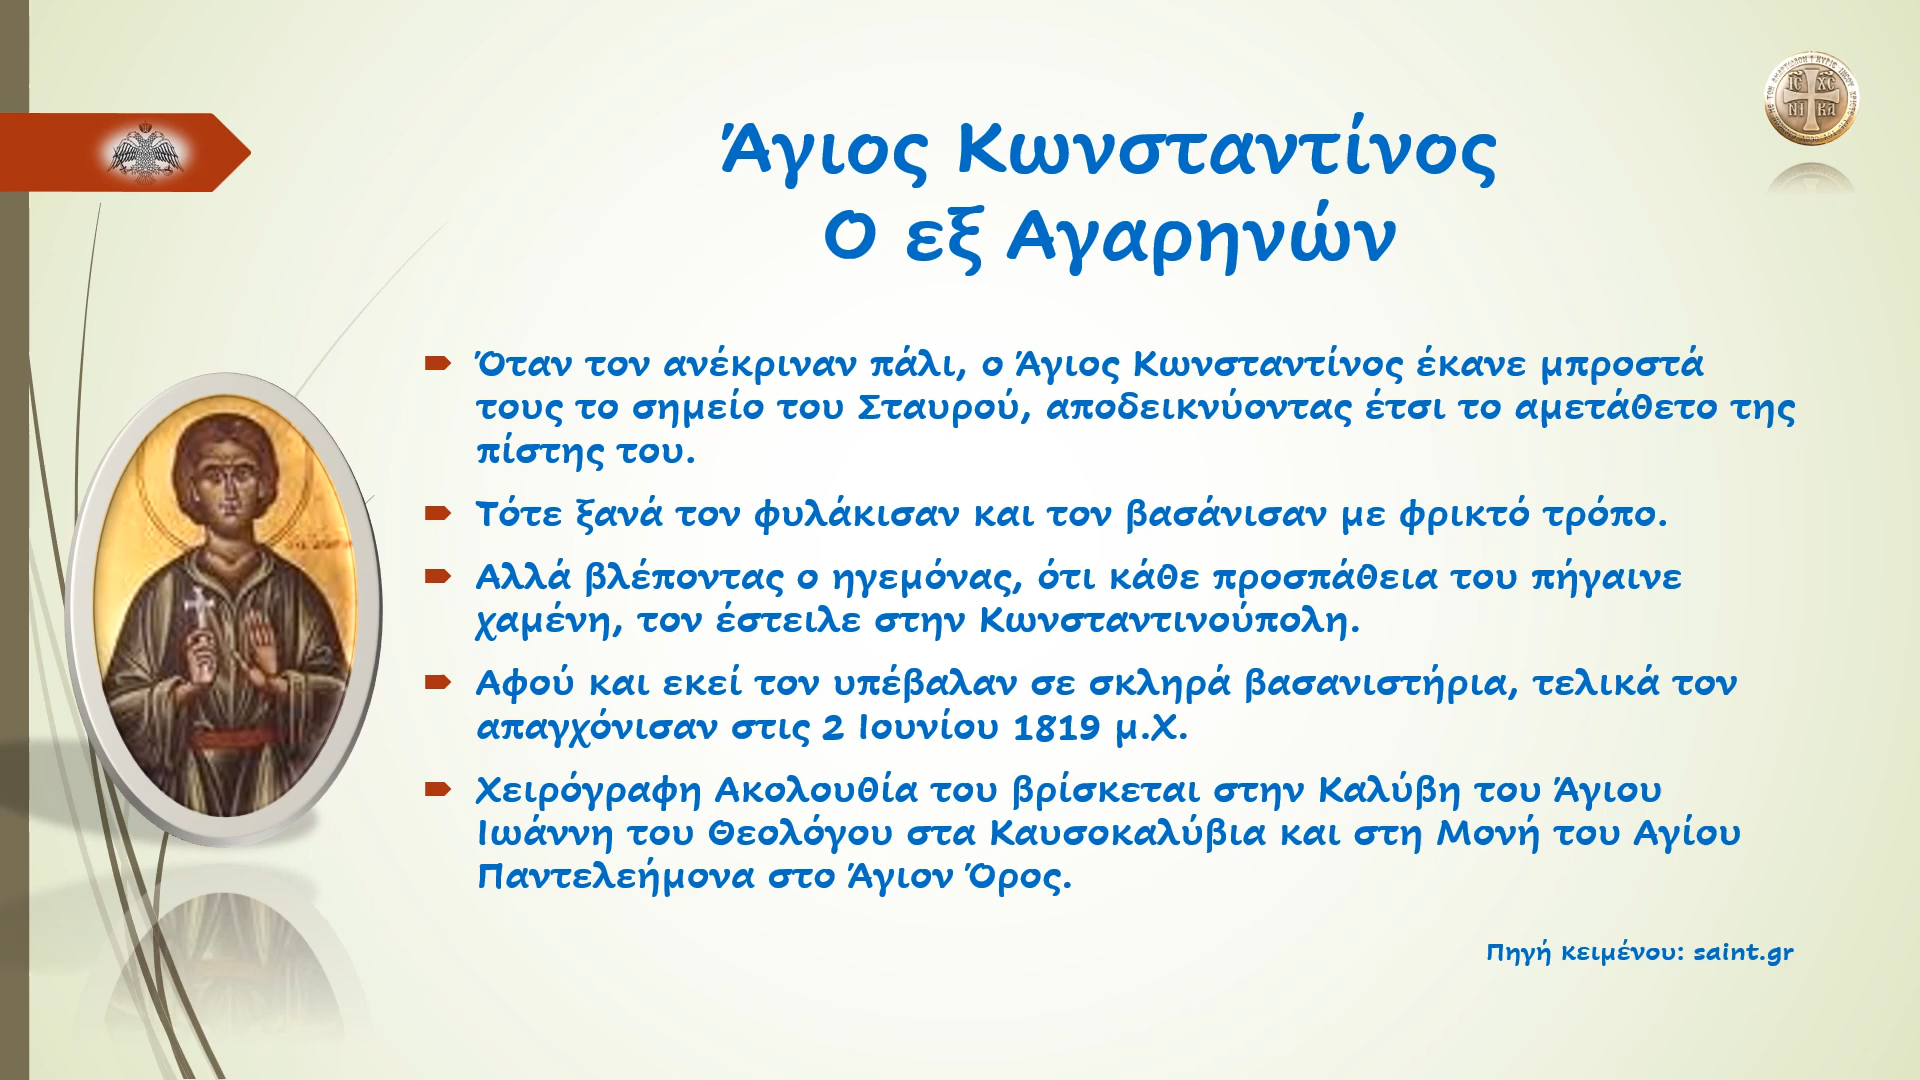 Άγιος Κωνσταντίνος
Ο εξ Αγαρηνών
Όταν τον ανέκριναν πάλι, ο Άγιος Κωνσταντίνος έκανε μπροστά
τους το σημείο του Σταυρού, αποδεικνύοντας έτσι το αμετάθετο της
πίστης του.
Τότε ξανά τον φυλάκισαν και τον βασάνισαν με φρικτό τρόπο.
Αλλά βλέποντας ο ηγεμόνας, ότι κάθε προσπάθεια του πήγαινε
χαμένη, τον έστειλε στην Κωνσταντινούπολη.
Αφού και εκεί τον υπέβαλαν σε σκληρά βασανιστήρια, τελικά τον
απαγχόνισαν στις 2 Ιουνίου 1819 μ.Χ.
Χειρόγραφη Ακολουθία του βρίσκεται στην Καλύβη του Άγιου
Ιωάννη του Θεολόγου στα Καυσοκαλύβια και στη Μονή του Αγίου
Παντελεήμονα στο Άγιον Όρος.
Πηγή κειμένου: saint.gr
IC XC
NI KA